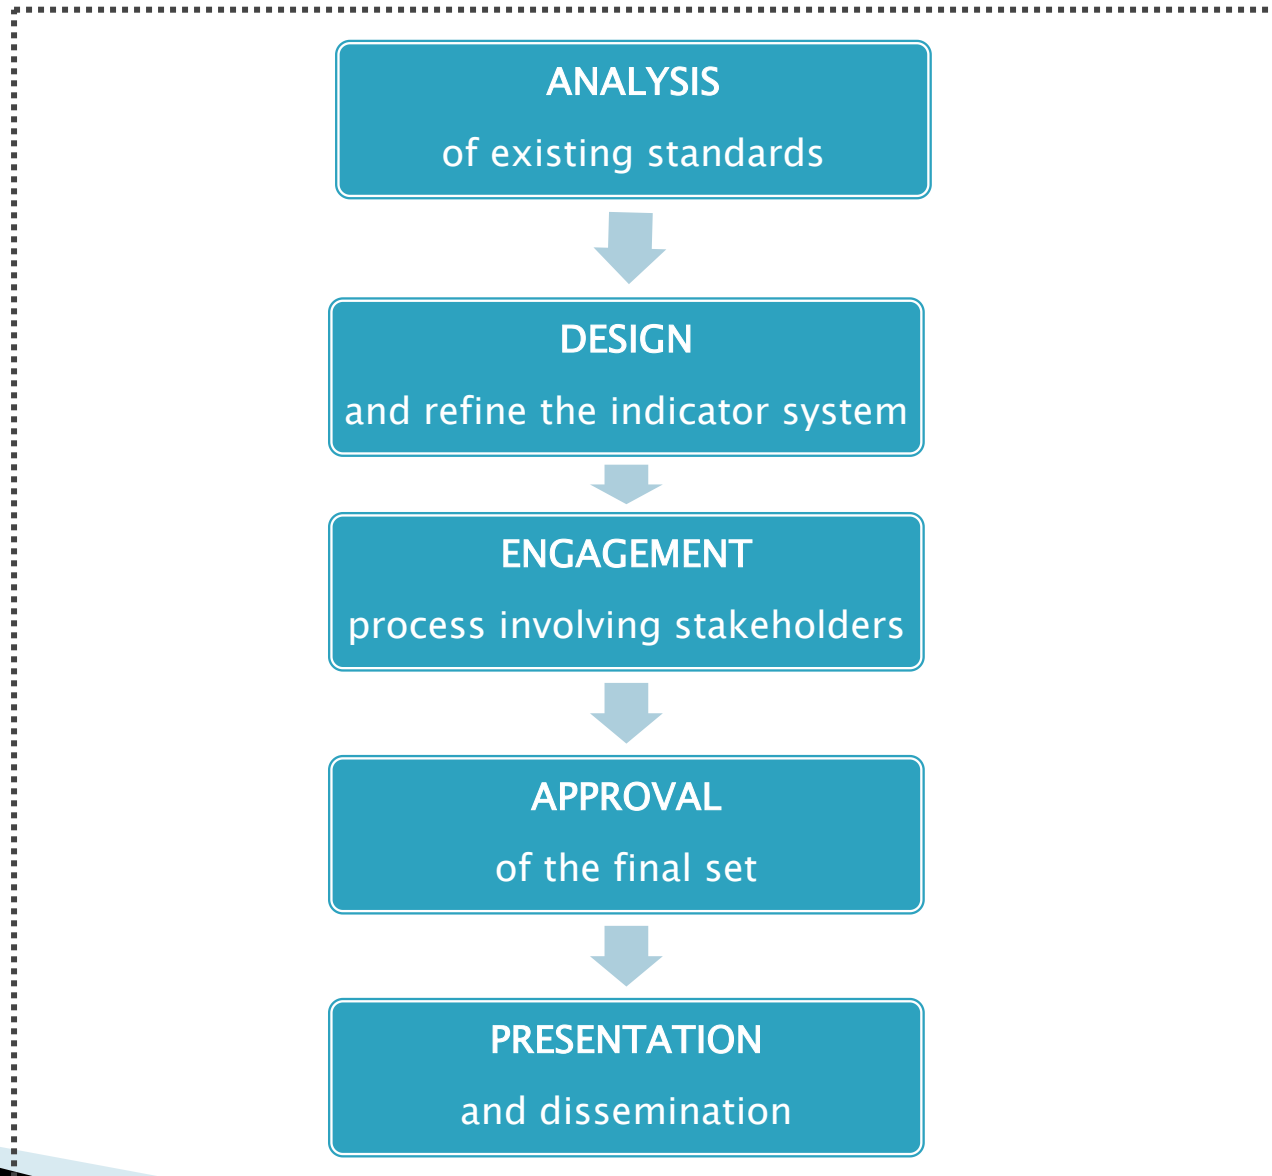 ANALYSIS
of existing standards
DESIGN
and refine the indicator system
ENGAGEMENT
process involving stakeholders
APPROVAL
of the final set
PRESENTATION
and dissemination